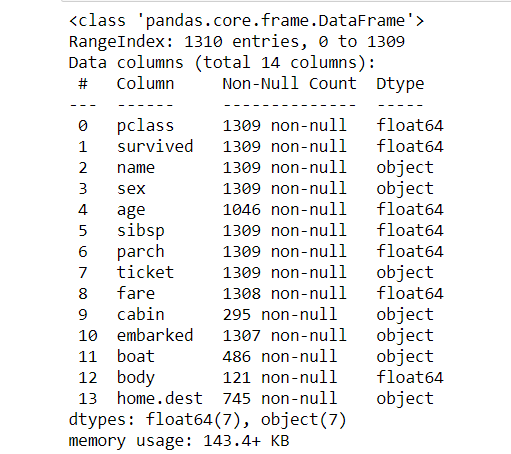 <class 'pandas.core.frame.DataFrame'>
RangeIndex: 1310 entries, 0 to 1309
Data columns (total 14 columns):
 #   Column     Non-Null Count  Dtype
---  ------     --------------  -----
 0   pclass     1309 non-null   float64
 1   survived   1309 non-null   float64
 2   name       1309 non-null   object
 3   sex        1309 non-null   object
 4   age        1046 non-null   float64
 5   sibsp      1309 non-null   float64
 6   parch      1309 non-null   float64
 7   ticket     1309 non-null   object
 8   fare       1308 non-null   float64
 9   cabin      295 non-null    object
 10  embarked   1307 non-null   object
 11  boat       486 non-null    object
 12  body       121 non-null    float64
 13  home.dest  745 non-null    object
dtypes: float64(7), object(7)
memory usage: 143.4+ KB